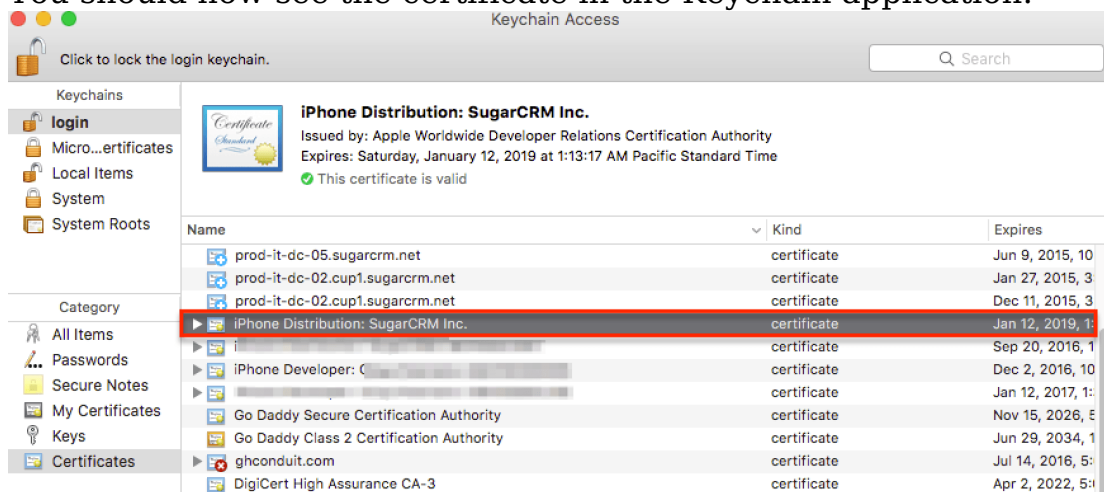 You should now see the certificate in the Keychain application.
Keychain Access
Click to lock the login keychain.
Search
Keychains
login
Micro...ertificates
Local Items
System
System Roots
Category
All Items
Passwords
Secure Notes
My Certificates
Keys
Certificates
Certificate
Standard
iPhone Distribution: SugarCRM Inc.
Issued by: Apple Worldwide Developer Relations Certification Authority
Expires: Saturday, January 12, 2019 at 1:13:17 AM Pacific Standard Time
This certificate is valid
Name Kind Expires
prod-it-dc-05.sugarcrm.net certificate Jun 9, 2015, 10
prod-it-dc-02.cup1.sugarcrm.net certificate Jan 27, 2015, 3
prod-it-dc-02.cup1.sugarcrm.net certificate Dec 11, 2015, 3
iPhone Distribution: SugarCRM Inc. certificate Jan 12, 2019, 1:
certificate Sep 20, 2016, 1
iPhone Developer: certificate Dec 2, 2016, 10
certificate Jan 12, 2017, 1:
Go Daddy Secure Certification Authority certificate Nov 15, 2026,
Go Daddy Class 2 Certification Authority certificate Jun 29, 2034, 1
ghconduit.com certificate Jul 14, 2016, 5:
DigiCert High Assurance CA-3 certificate Apr 2, 2022, 5: